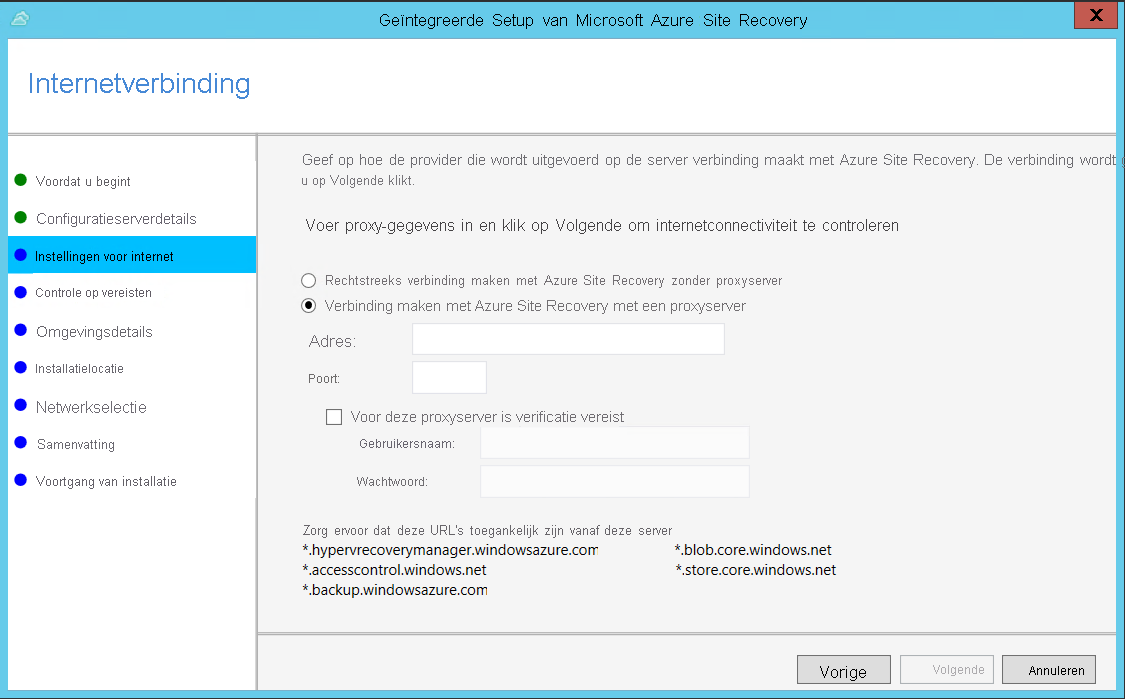 Geïntegreerde Setup van Microsoft Azure Site Recovery
X
Internetverbinding
Voordat u begint
Configuratieserverdetails
Instellingen voor internet
Controle op vereisten
Omgevingsdetails
Installatielocatie
Netwerkselectie
Samenvatting
Voortgang van installatie
Geef op hoe de provider die wordt uitgevoerd op de server verbinding maakt met Azure Site Recovery. De verbinding wordt
u op Volgende klikt.
Voer proxy-gegevens in en klik op Volgende om internetconnectiviteit te controleren
Rechtstreeks verbinding maken met Azure Site Recovery zonder proxyserver
Verbinding maken met Azure Site Recovery met een proxyserver
Adres:
Poort:
Voor deze proxyserver is verificatie vereist
Gebruikersnaam:
Wachtwoord:
Zorg ervoor dat deze URL's toegankelijk zijn vanaf deze server
*.hypervrecoverymanager.windowsazure.com *.blob.core.windows.net
*.accesscontrol.windows.net *.store.core.windows.net
*.backup.windowsazure.com
Vorige Volgende Annuleren